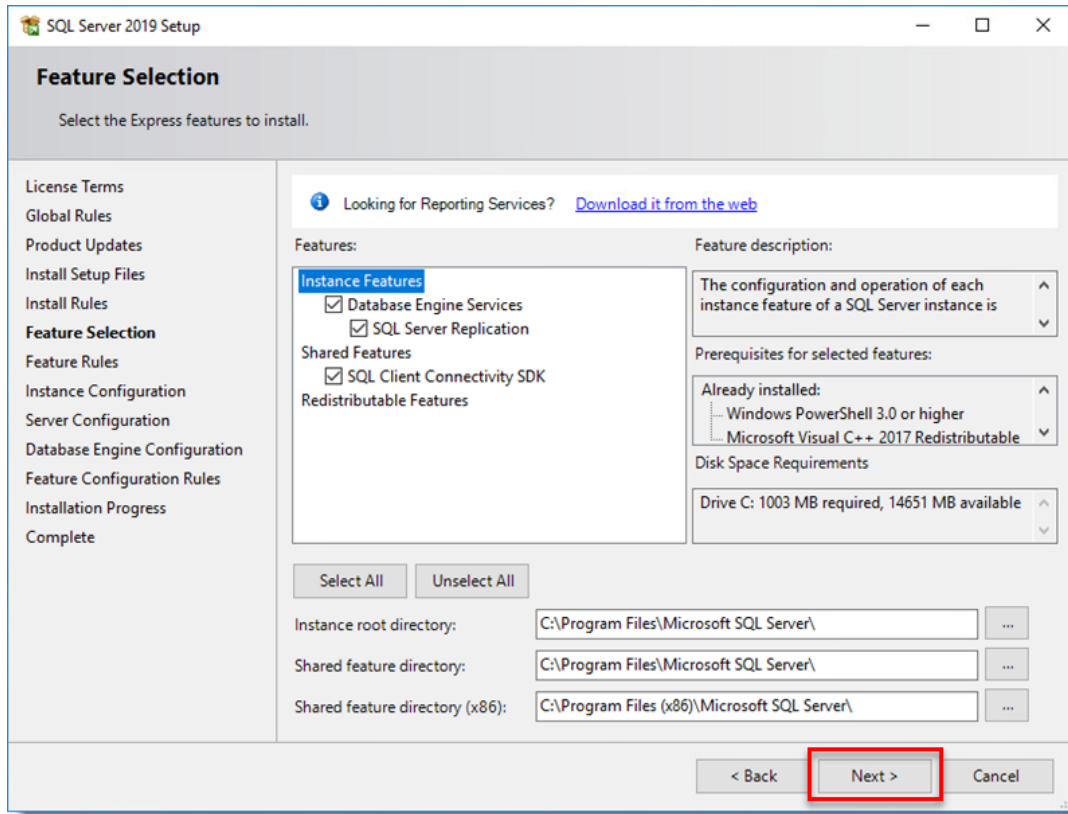 SQL Server 2019 Setup
Feature Selection
Select the Express features to install.
License Terms
Global Rules
Product Updates
Install Setup Files
Install Rules
Feature Selection
Feature Rules
Instance Configuration
Server Configuration
Database Engine Configuration
Feature Configuration Rules
Installation Progress
Complete
Looking for Reporting Services? Download it from the web
Features:
Instance Features
Database Engine Services
SQL Server Replication
Shared Features
SQL Client Connectivity SDK
Redistributable Features
Feature description:
The configuration and operation of each
instance feature of a SQL Server instance is
Prerequisites for selected features:
Already installed:
Windows PowerShell 3.0 or higher
Microsoft Visual C++ 2017 Redistributable
Disk Space Requirements
Drive C: 1003 MB required, 14651 MB available
Select All
Unselect All
Instance root directory: C:\Program Files\Microsoft SQL Server\ ...
Shared feature directory: C:\Program Files\Microsoft SQL Server\ ...
Shared feature directory (x86): C:\Program Files (x86)\Microsoft SQL Server\ ...
< Back
Next >
Cancel